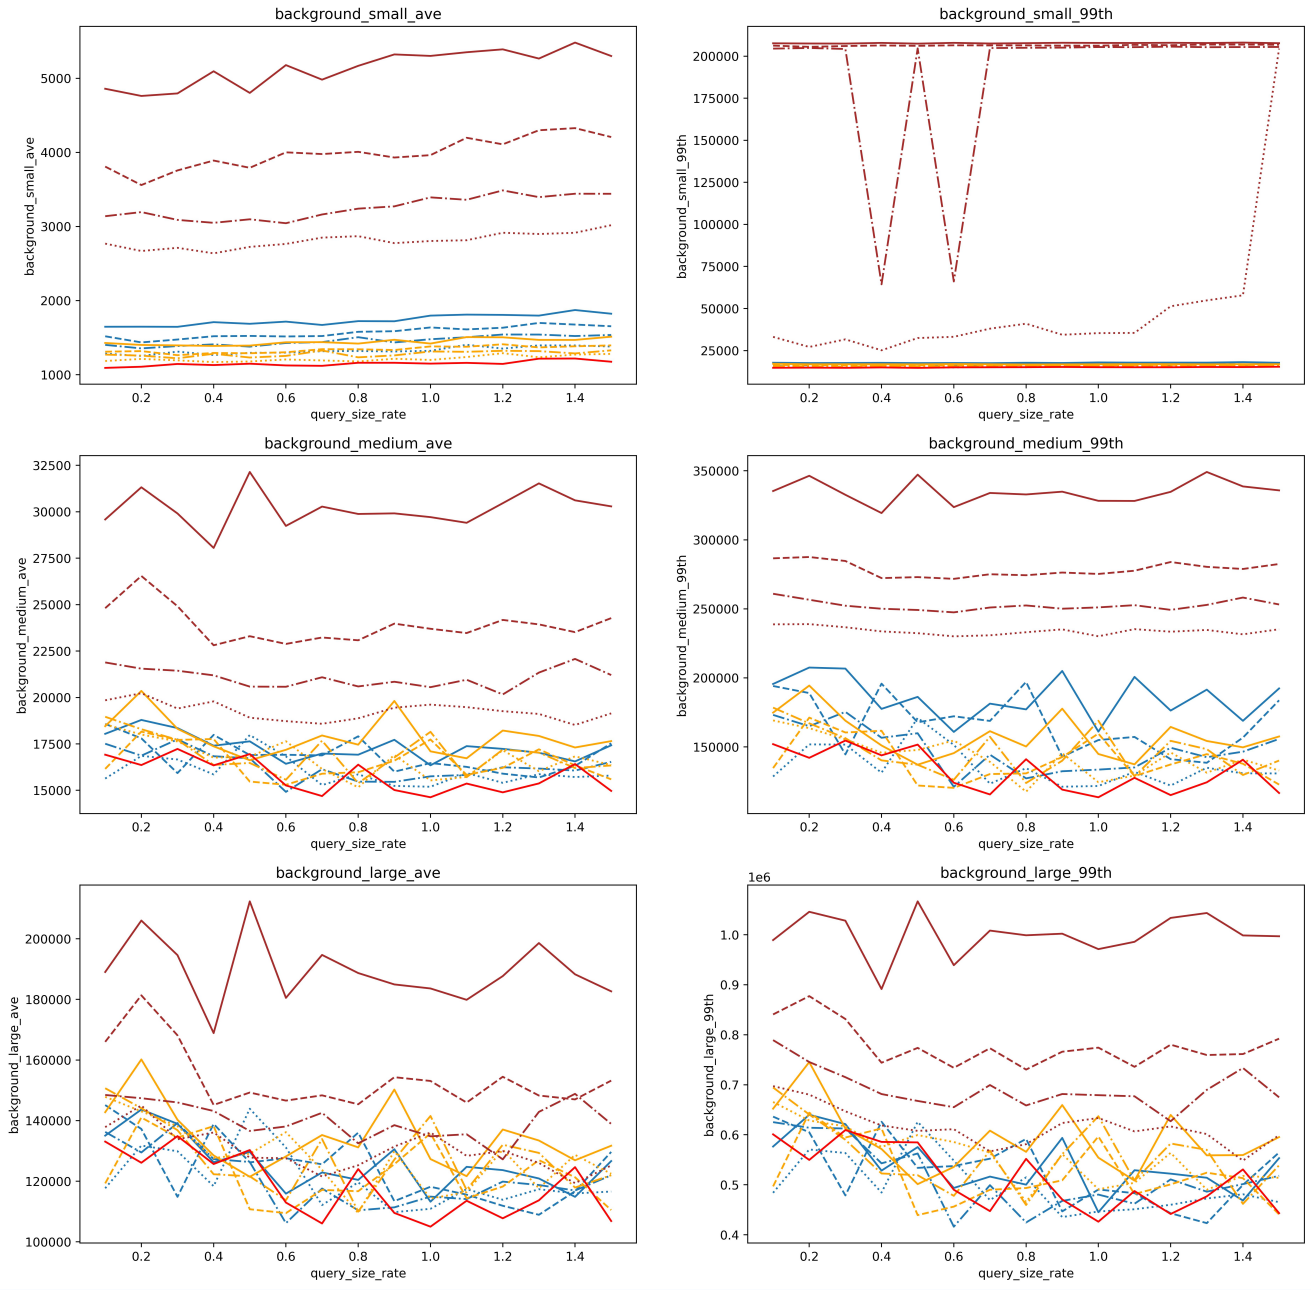 background_small_ave
background_small_ave
5000
4000
3000
2000
1000
0.2 0.4 0.6 0.8 1.0 1.2 1.4
query_size_rate
background_small_99th
background_small_99th
200000
175000
150000
125000
100000
75000
50000
25000
0.2 0.4 0.6 0.8 1.0 1.2 1.4
query_size_rate
background_medium_ave
background_medium_ave
32500
30000
27500
25000
22500
20000
17500
15000
0.2 0.4 0.6 0.8 1.0 1.2 1.4
query_size_rate
background_medium_99th
background_medium_99th
350000
300000
250000
200000
150000
0.2 0.4 0.6 0.8 1.0 1.2 1.4
query_size_rate
background_large_ave
background_large_ave
200000
180000
160000
140000
120000
100000
0.2 0.4 0.6 0.8 1.0 1.2 1.4
query_size_rate
background_large_99th
1e6
background_large_99th
1.0
0.9
0.8
0.7
0.6
0.5
0.4
0.2 0.4 0.6 0.8 1.0 1.2 1.4
query_size_rate